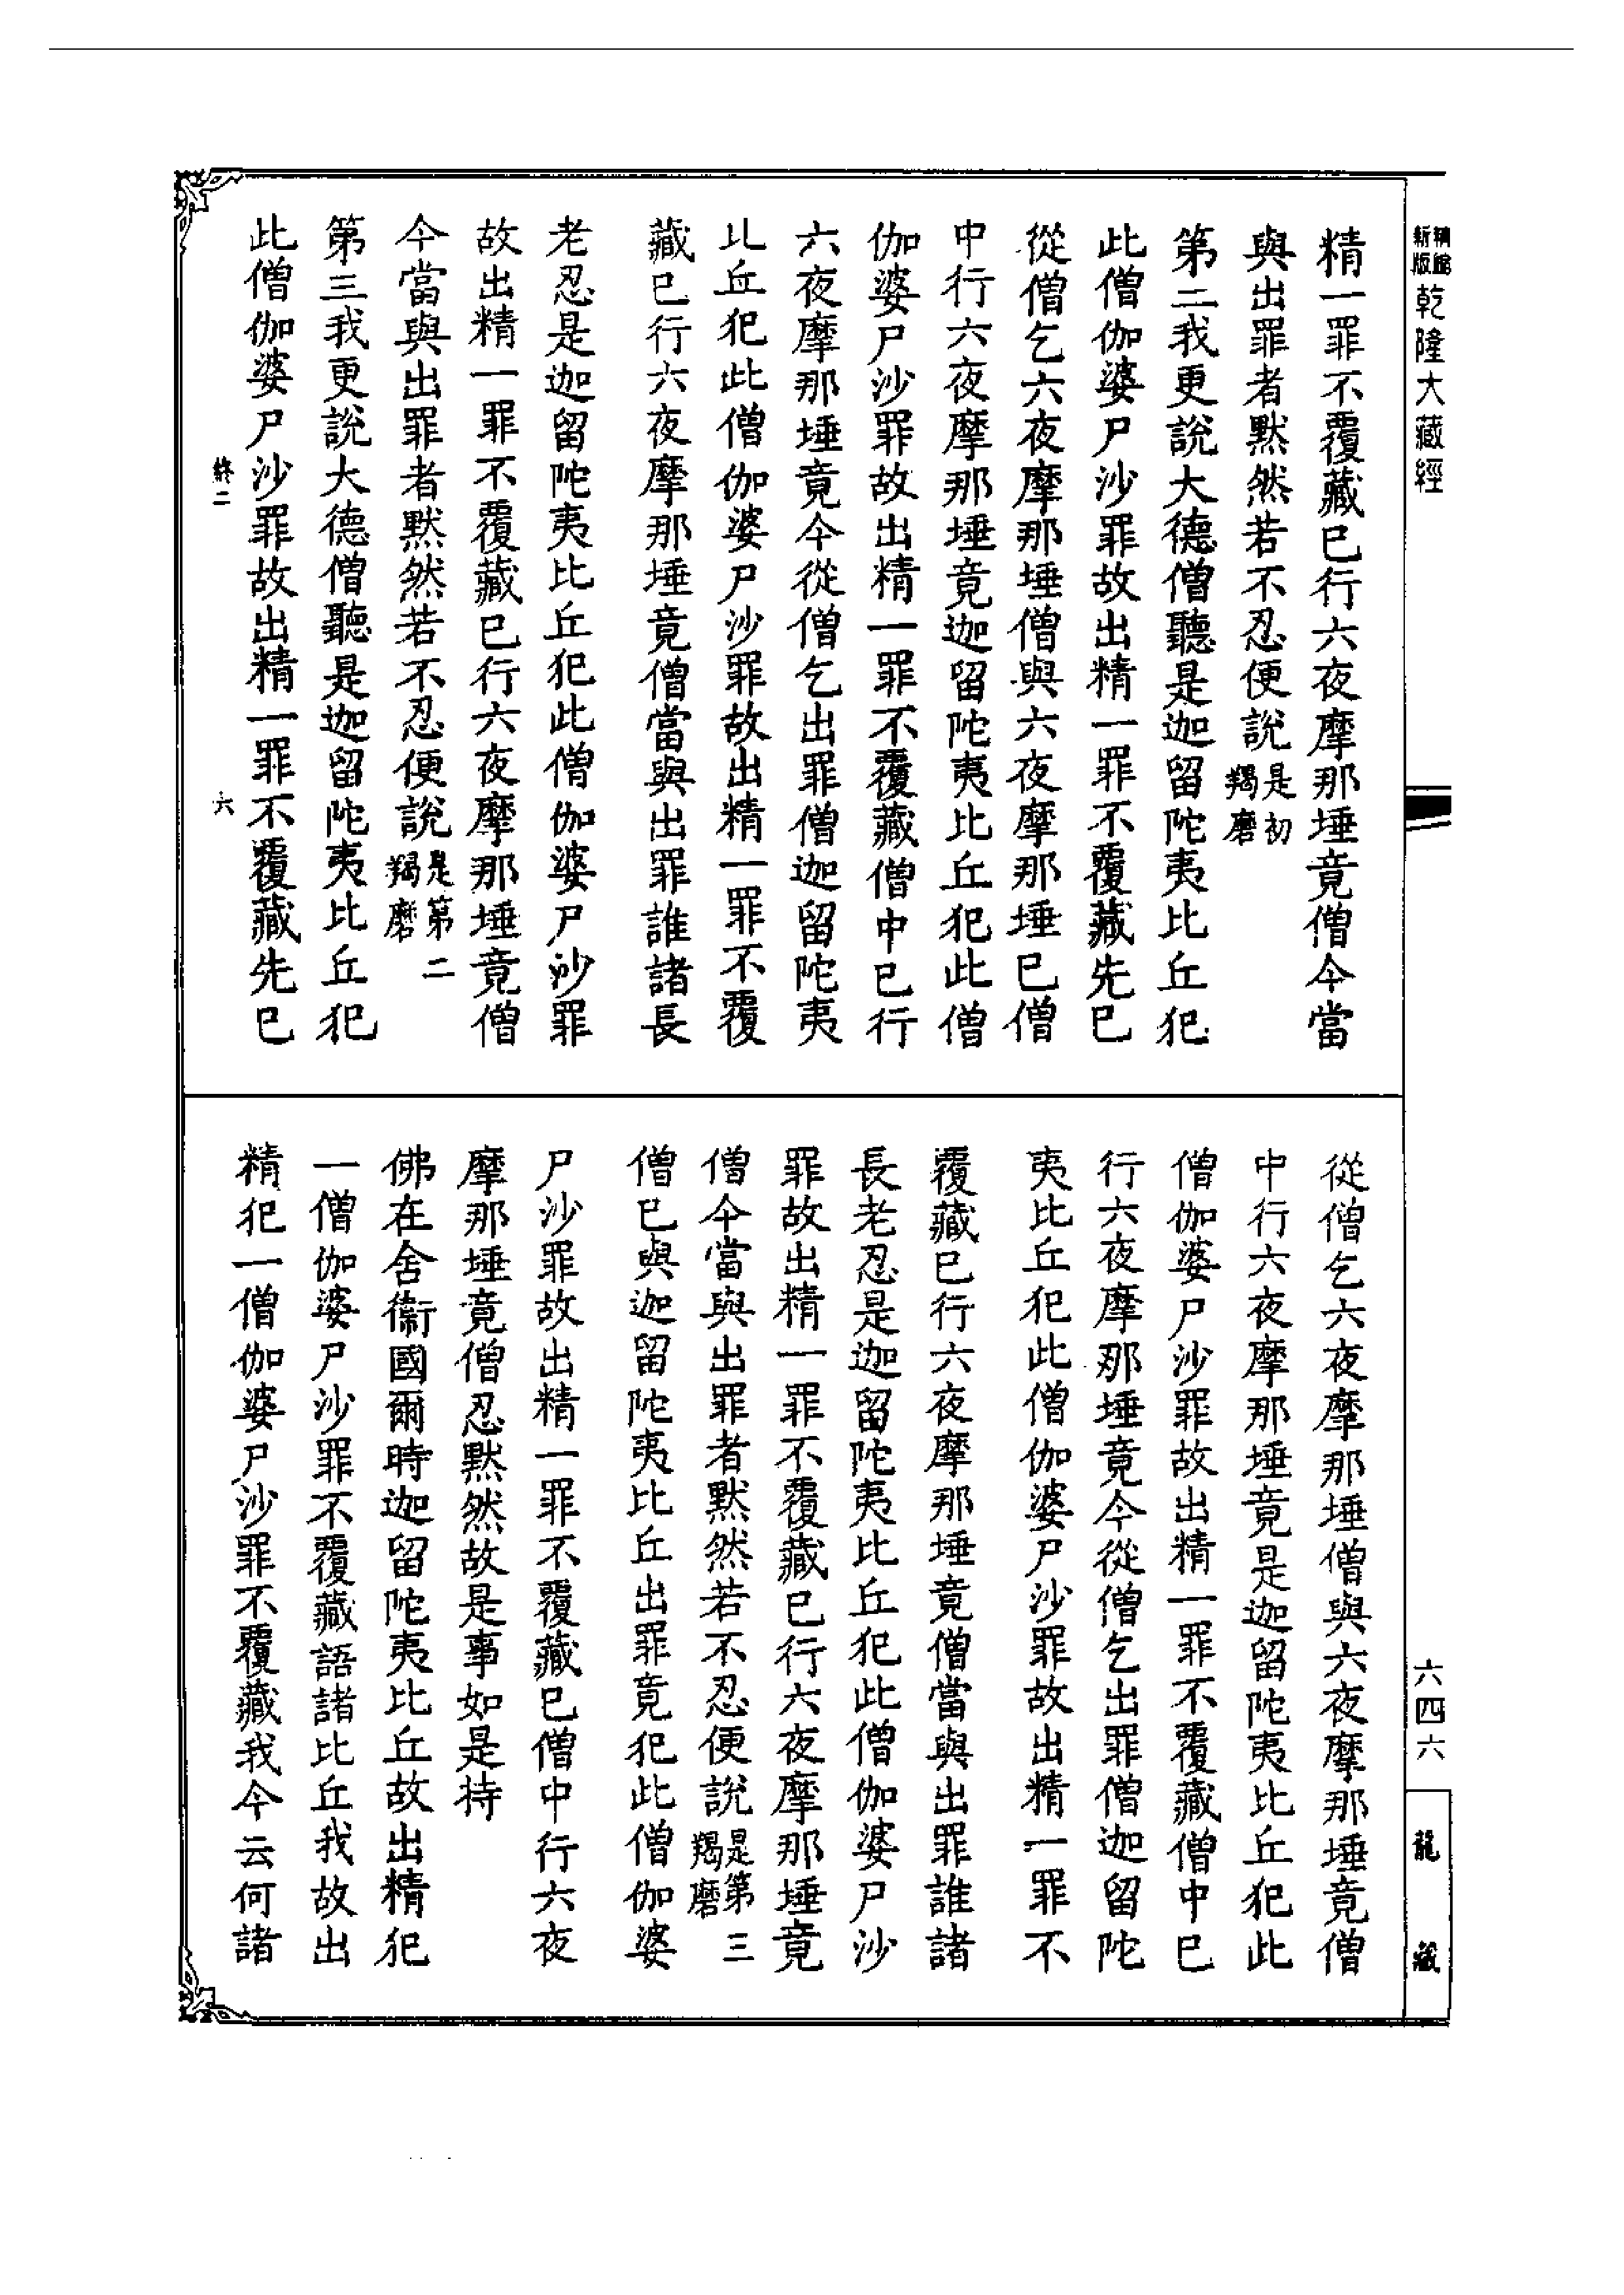 新編
縮版
乾隆大藏經
精一罪不覆藏已行六夜摩那埵竟僧今當
與出罪者默然若不忍便說是初羯磨
第二我更說大德僧聽是迦留陀夷比丘犯
此僧伽婆尸沙罪故出精一罪不覆藏先已
從僧乞六夜摩那埵僧與六夜摩那埵已僧
中行六夜摩那埵竟迦留陀夷比丘犯此僧
伽婆尸沙罪故出精一罪不覆藏僧中已行
六夜摩那埵竟今從僧乞出罪僧迦留陀夷
比丘犯此僧伽婆尸沙罪故出精一罪不覆
藏已行六夜摩那埵竟僧當與出罪誰諸長
老忍是迦留陀夷比丘犯此僧伽婆尸沙罪
故出精一罪不覆藏已行六夜摩那埵竟僧
今當與出罪者默然若不忍便說是第二羯磨
第三我更說大德僧聽是迦留陀夷比丘犯
此僧伽婆尸沙罪故出精一罪不覆藏先已
終二 六
從僧乞六夜摩那埵僧與六夜摩那埵竟僧
中行六夜摩那埵竟是迦留陀夷比丘犯此
僧伽婆尸沙罪故出精一罪不覆藏僧中已
行六夜摩那埵竟今從僧乞出罪僧迦留陀
夷比丘犯此僧伽婆尸沙罪故出精一罪不
覆藏已行六夜摩那埵竟僧當與出罪誰諸
長老忍是迦留陀夷比丘犯此僧伽婆尸沙
罪故出精一罪不覆藏已行六夜摩那埵竟
僧今當與出罪者默然若不忍便說是第三羯磨
僧已與迦留陀夷比丘出罪竟犯此僧伽婆
尸沙罪故出精一罪不覆藏已僧中行六夜
摩那埵竟僧忍默然故是事如是持
佛在舍衞國爾時迦留陀夷比丘故出精犯
一僧伽婆尸沙罪不覆藏語諸比丘我故出
精犯一僧伽婆尸沙罪不覆藏我今云何諸
六四六
龍藏